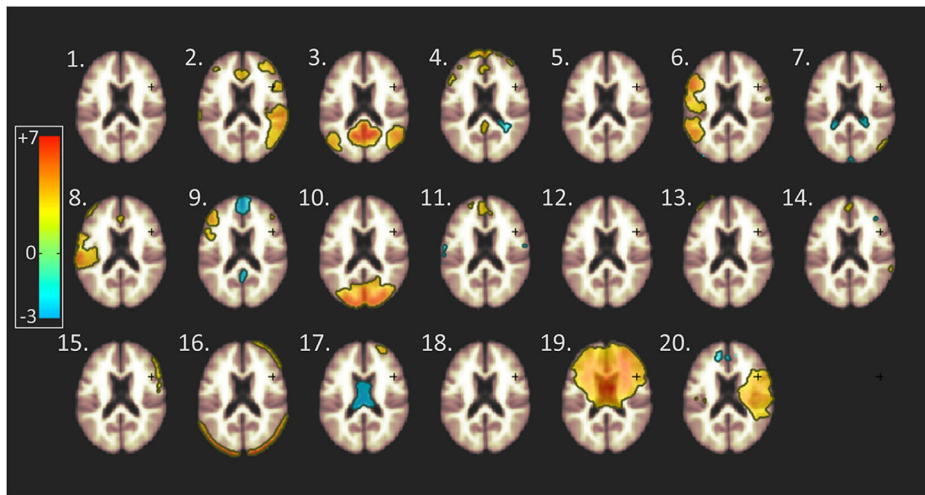 1. 2. 3. 4. 5. 6. 7.
+7
0
-3
8. 9. 10. 11. 12. 13. 14.
15. 16. 17. 18. 19. 20.